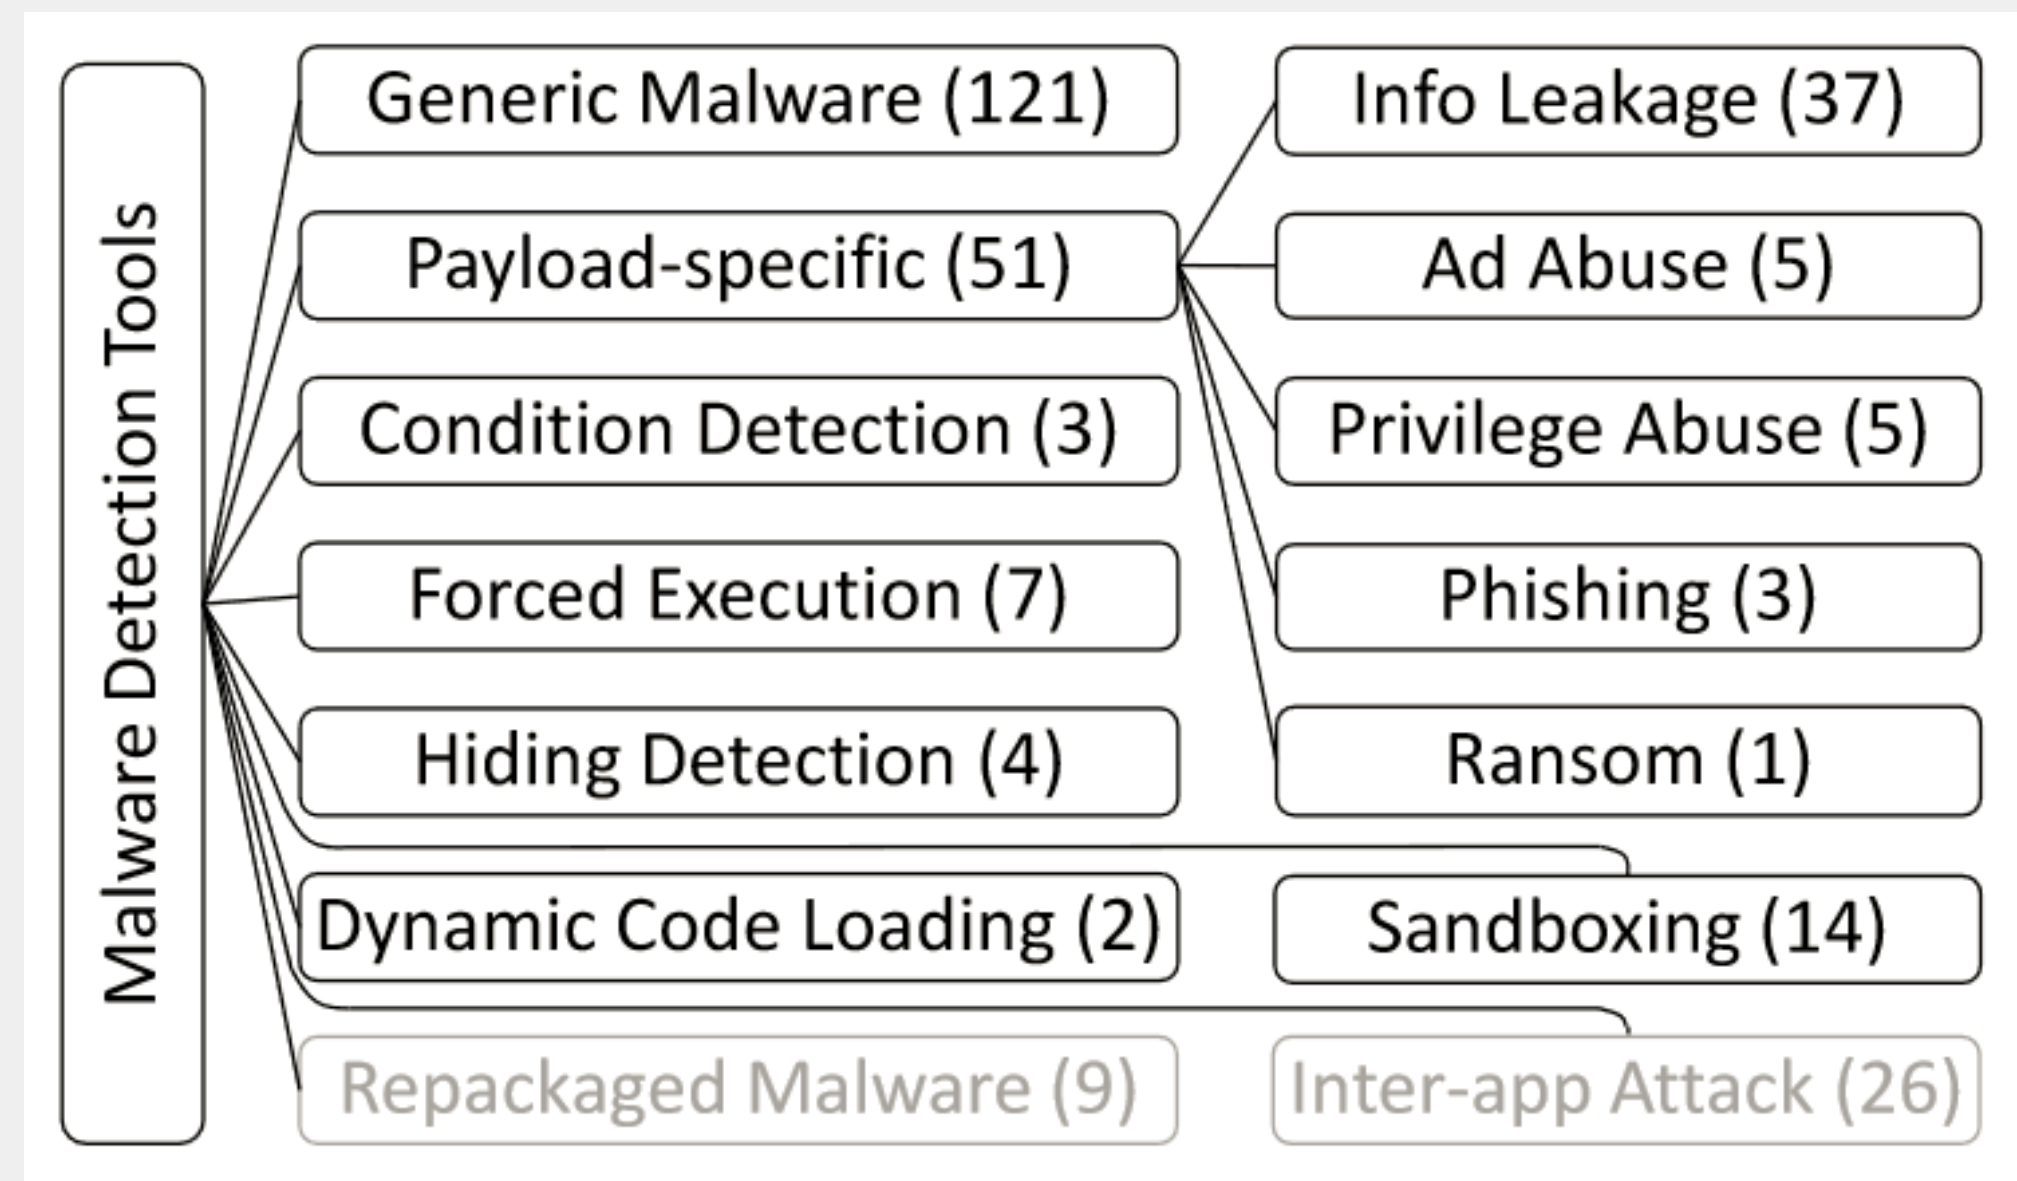 Malware Detection Tools
Generic Malware (121)
Info Leakage (37)
Payload-specific (51)
Ad Abuse (5)
Condition Detection (3)
Privilege Abuse (5)
Forced Execution (7)
Phishing (3)
Hiding Detection (4)
Ransom (1)
Dynamic Code Loading (2)
Sandboxing (14)
Repackaged Malware (9)
Inter-app Attack (26)